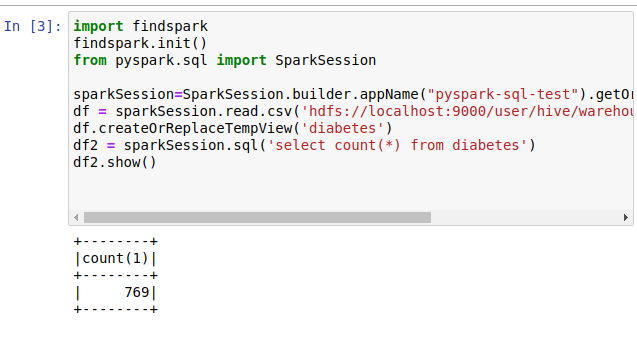 In [3]: import findspark
findspark.init()
from pyspark.sql import SparkSession
sparkSession=SparkSession.builder.appName("pyspark-sql-test").getOr
df = sparkSession.read.csv('hdfs://localhost:9000/user/hive/warehou
df.createOrReplaceTempView('diabetes')
df2 = sparkSession.sql('select count(*) from diabetes')
df2.show()
+--------+
|count(1)|
+--------+
|     769|
+--------+